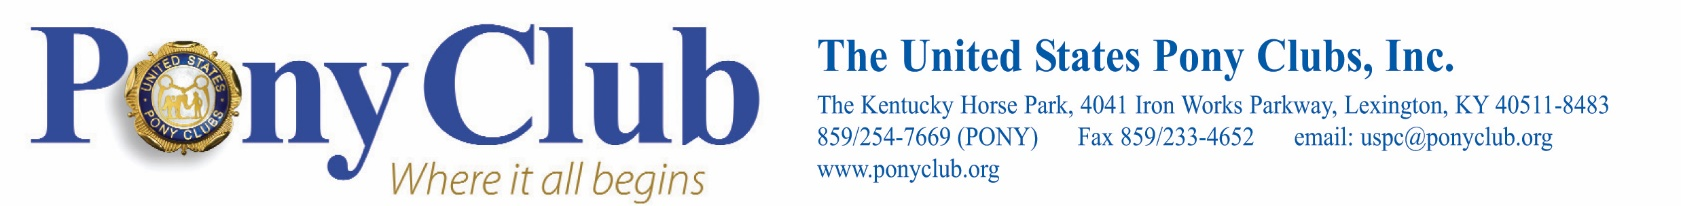 Pony Club
UNITED STATES
PONY CLUBS
Where it all begins
The United States Pony Clubs, Inc.
The Kentucky Horse Park, 4041 Iron Works Parkway, Lexington, KY 40511-8483
859/254-7669 (PONY) Fax 859/233-4652 email: uspc@ponyclub.org
www.ponyclub.org